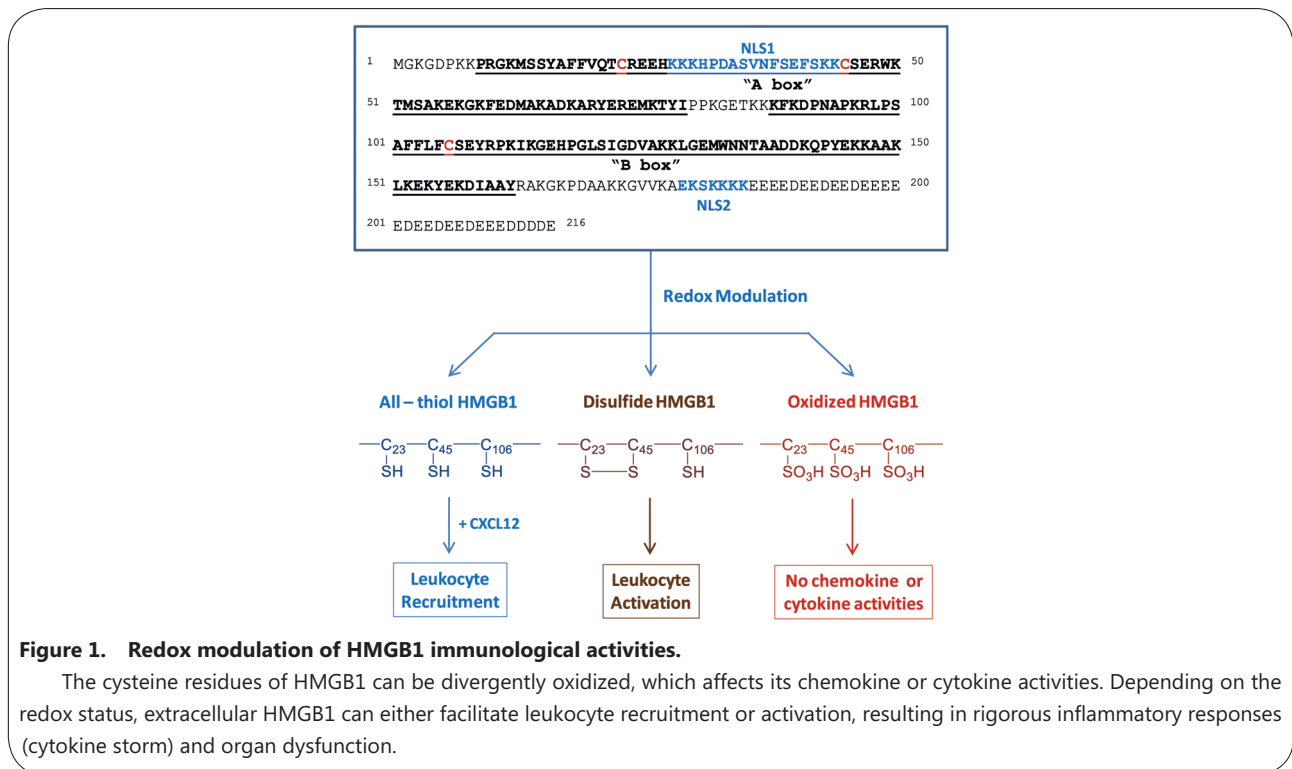 NLS1
1 MGKGDPKKPRGKMSSYAFFVQTCREEHKKKHPDASVNFSEFSKKCSERWK 50
"A box"
51 TMSAKEKGKFEDMAKADKARYEREMKTYIPPKGETKKKFKDPNAPKRLPS 100
101 AFFLFCSEYRPKIKGEHPGLSIGDVAKKLGEMWNNTAADDKQPYEKKAAK 150
"B box"
151 LKEKYEKDIAAYRAKGKPDAAKKGVVKAEKSKKKKEEEEDEEDEEDEEEE 200
NLS2
201 EDEEDEEDEEEDDDDE 216
Redox Modulation
All – thiol HMGB1 Disulfide HMGB1 Oxidized HMGB1
C23 C45 C106 C23 C45 C106 C23 C45 C106
SH SH SH S S SH SO3H SO3H SO3H
+ CXCL12
Leukocyte Leukocyte No chemokine or
Recruitment Activation cytokine activities
Figure 1. Redox modulation of HMGB1 immunological activities.
The cysteine residues of HMGB1 can be divergently oxidized, which affects its chemokine or cytokine activities. Depending on the
redox status, extracellular HMGB1 can either facilitate leukocyte recruitment or activation, resulting in rigorous inflammatory responses
(cytokine storm) and organ dysfunction.